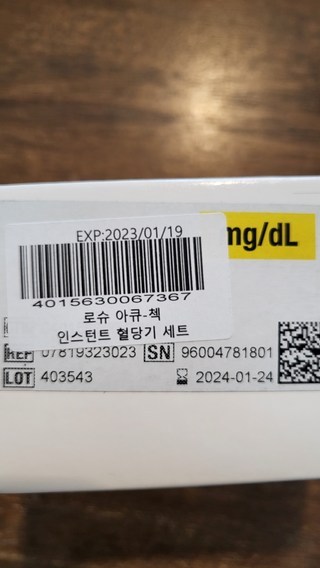 EXP:2023/01/19
mg/dL
4015630067367
로슈 아큐-첵
인스턴트 혈당기 세트
REF 07819323023 SN 96004781801
LOT 403543 2024-01-24